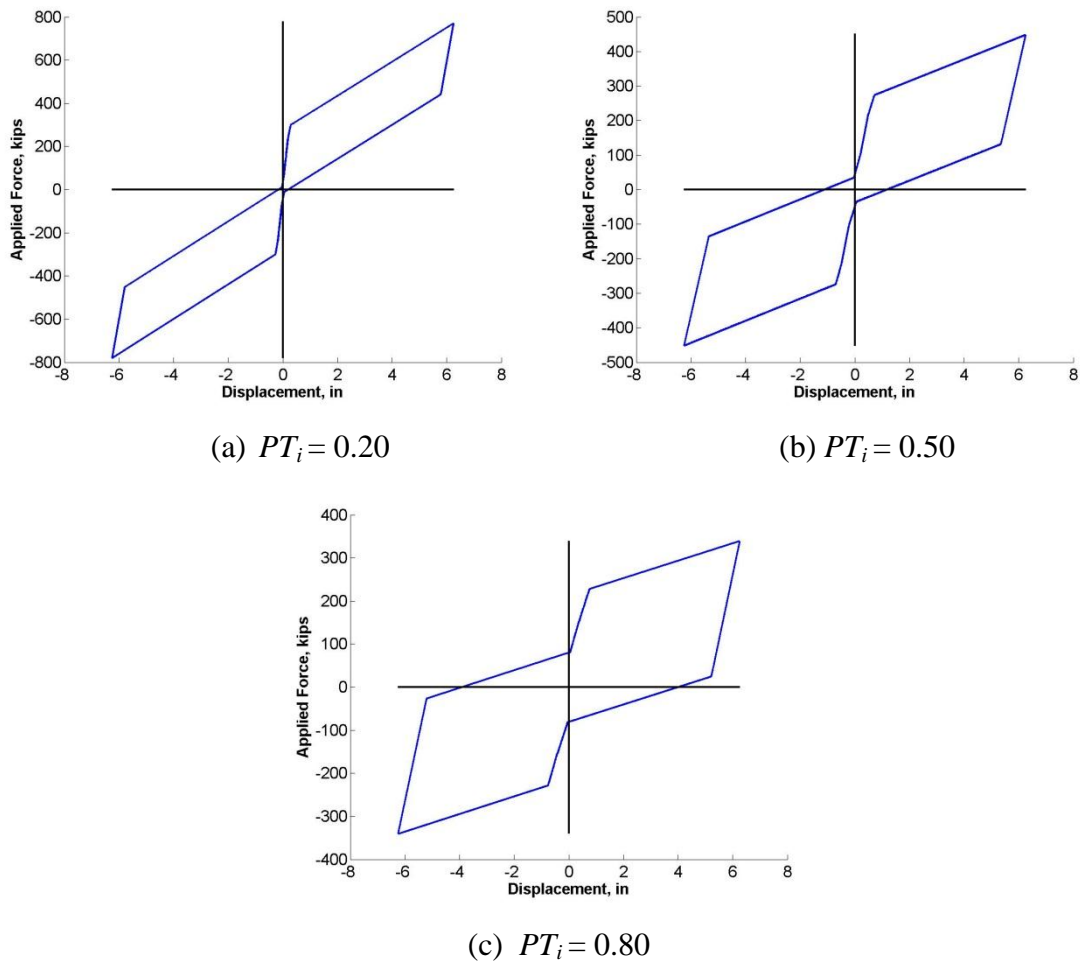 800
600
400
200
0
-200
-400
-600
-800
-8 -6 -4 -2 0 2 4 6 8
Applied Force, kips
Displacement, in
(a) PTi = 0.20
500
400
300
200
100
0
-100
-200
-300
-400
-500
-8 -6 -4 -2 0 2 4 6 8
Applied Force, kips
Displacement, in
(b) PTi = 0.50
400
300
200
100
0
-100
-200
-300
-400
-8 -6 -4 -2 0 2 4 6 8
Applied Force, kips
Displacement, in
(c) PTi = 0.80